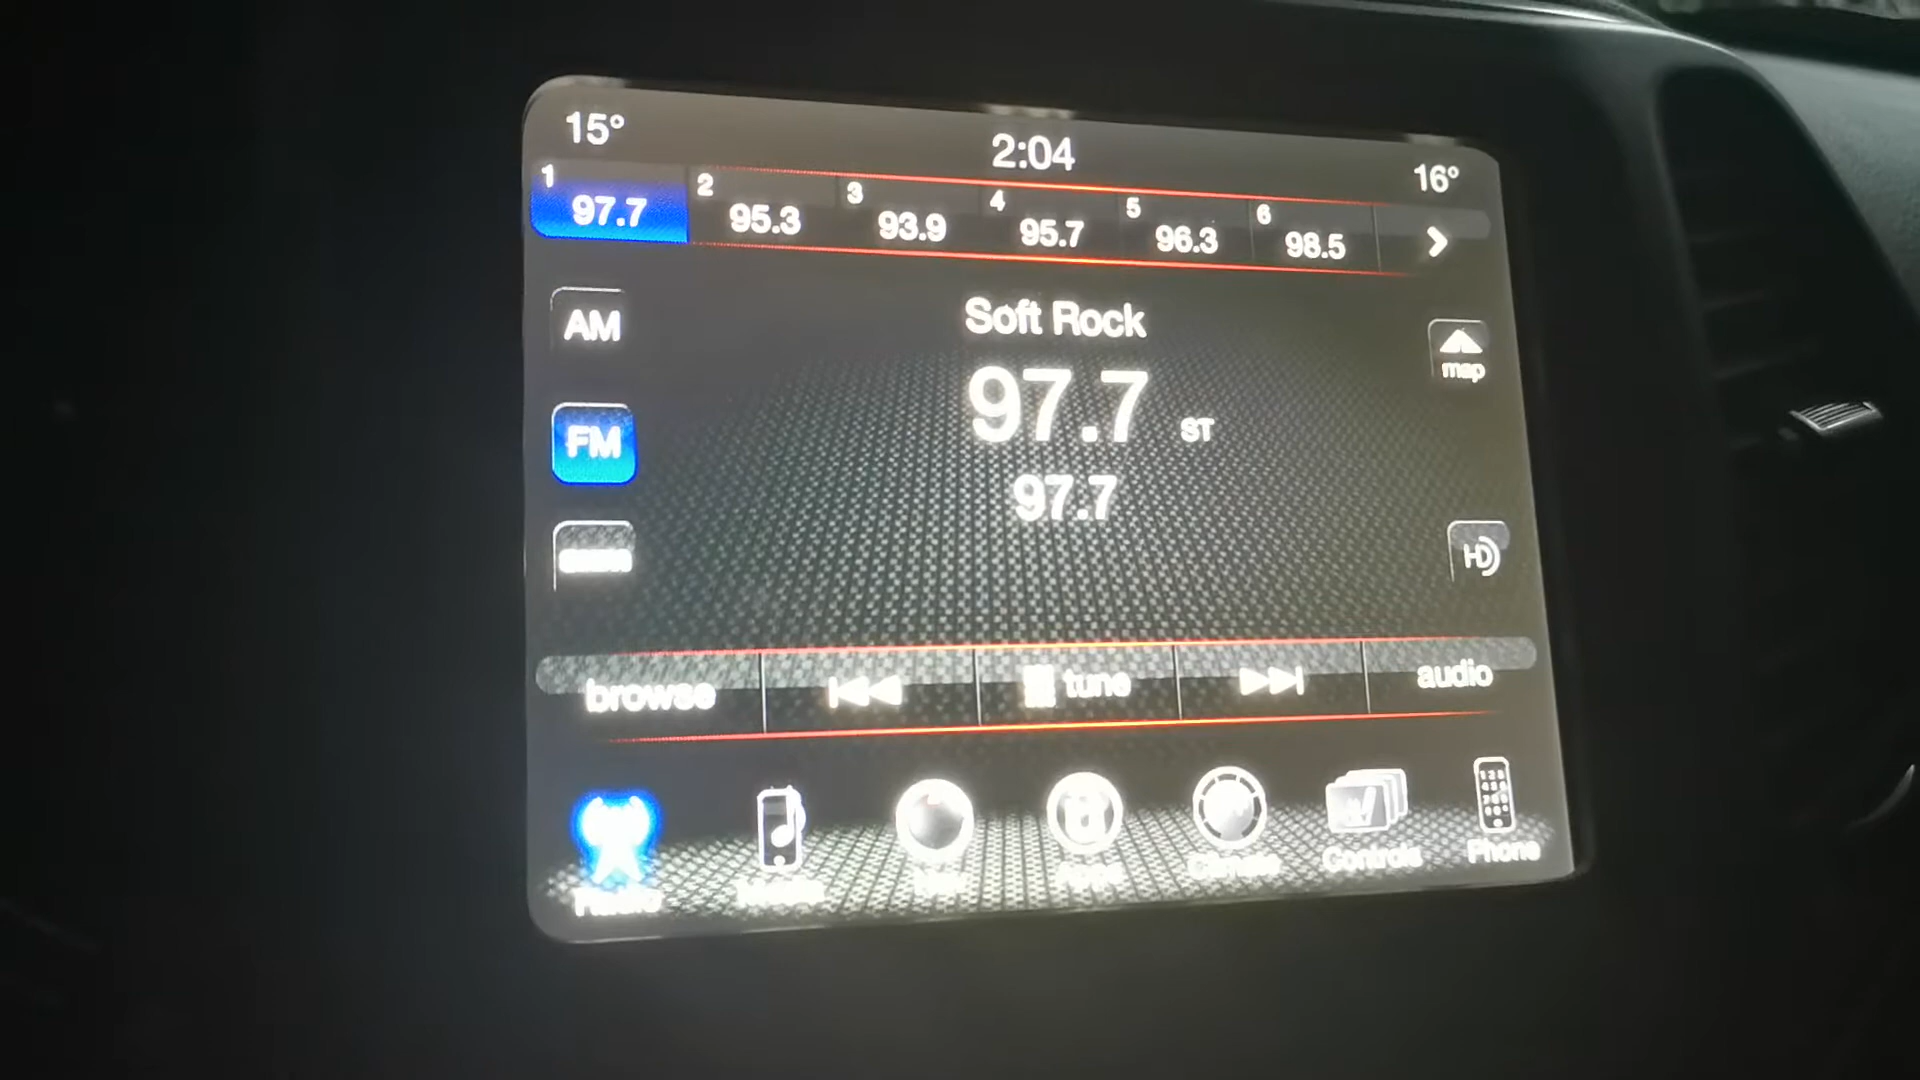 15° 2:04 16°
1 97.7 2 95.3 3 93.9 4 95.7 5 96.3 6 98.5
AM
Soft Rock
map
97.7 ST
FM
97.7
HD
browse tune audio
Radio Climate Controls Phone